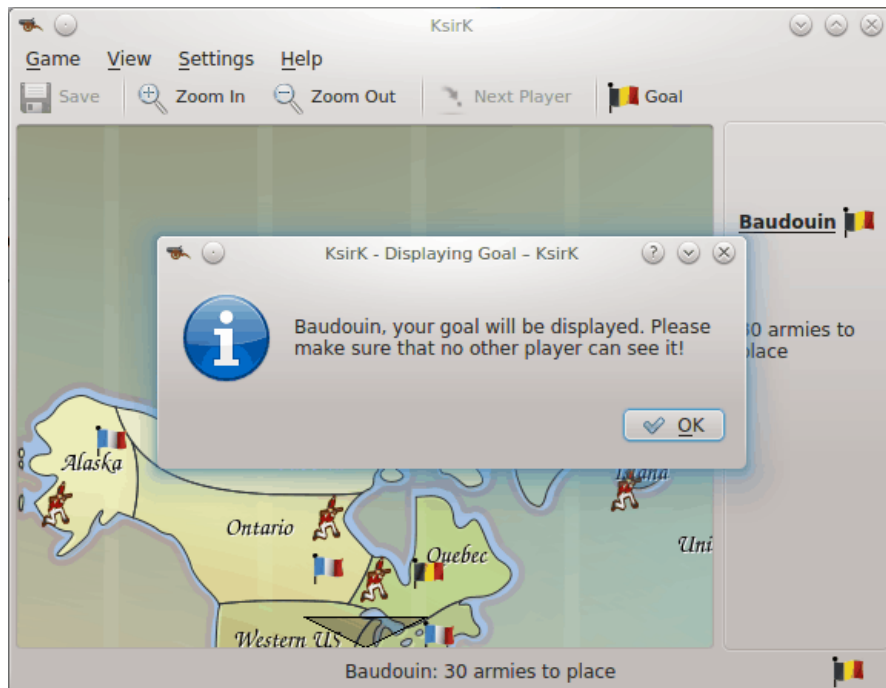 KsirK
Game View Settings Help
Save Zoom In Zoom Out Next Player Goal
Baudouin
KsirK - Displaying Goal – KsirK
Baudouin, your goal will be displayed. Please
make sure that no other player can see it!
OK
armies to
place
Alaska
Ontario
Quebec
Western US
Baudouin: 30 armies to place